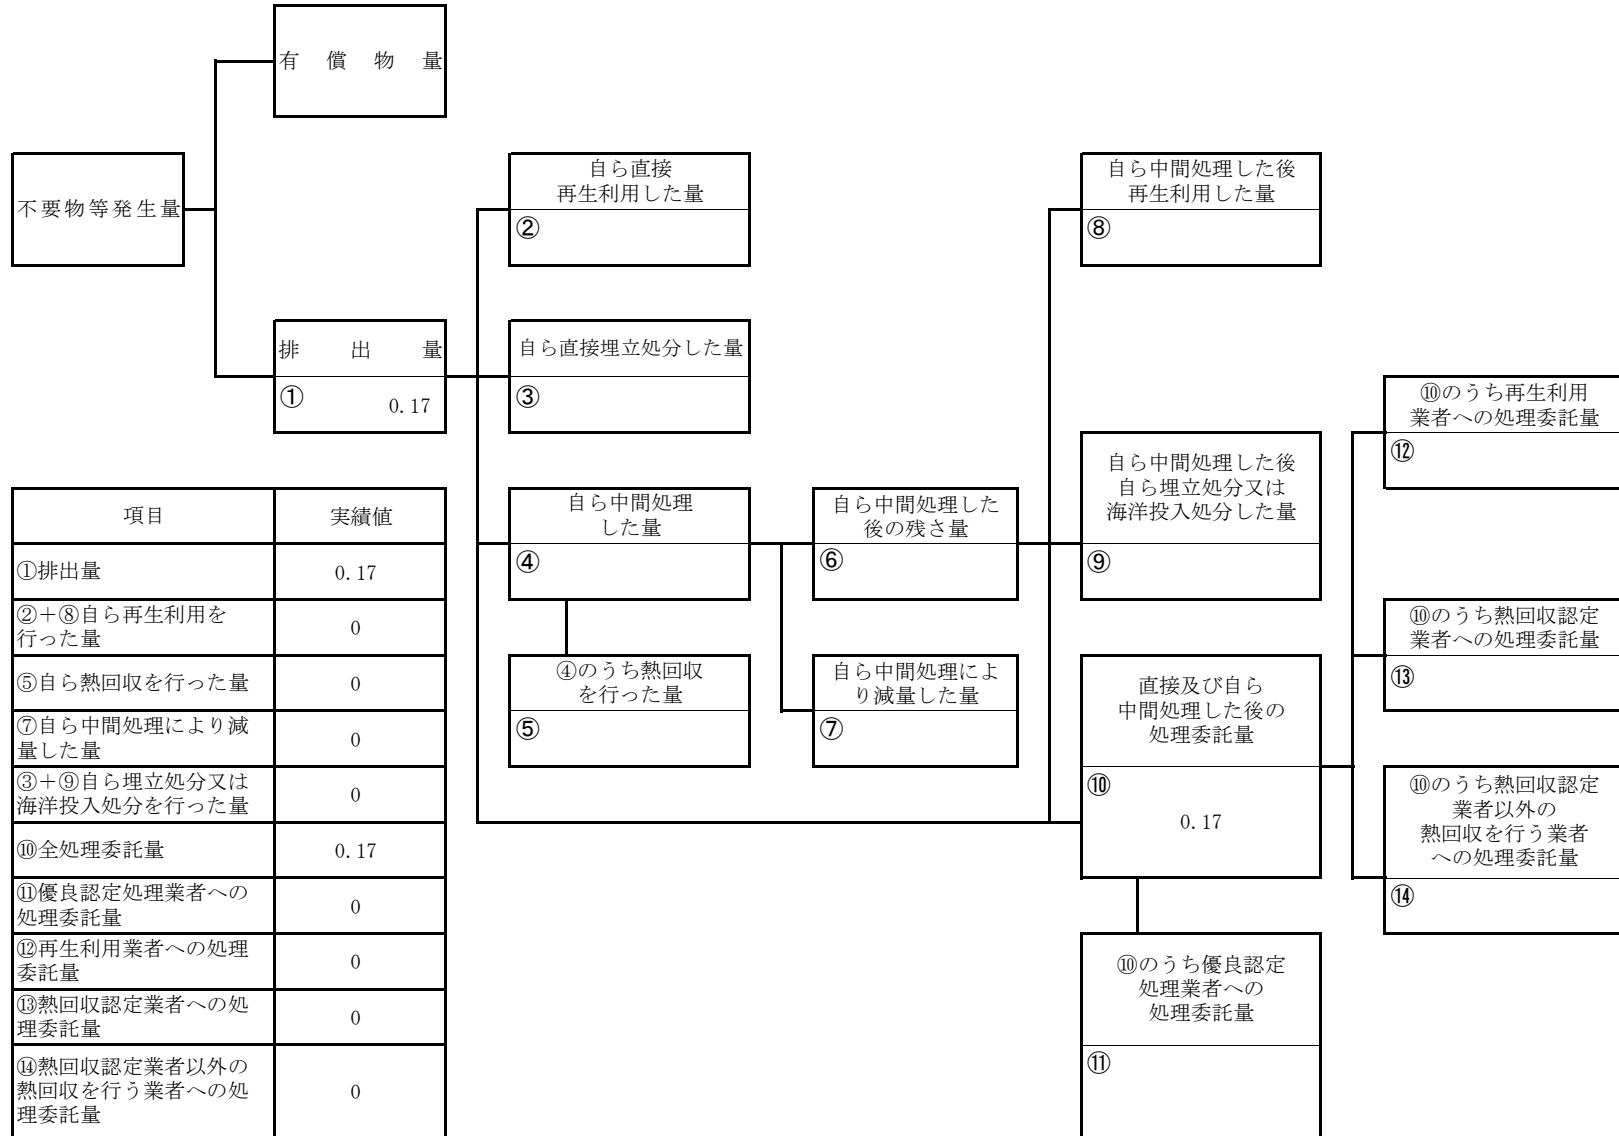 有償物量
不要物等発生量
排出量
① 0.17
自ら直接
再生利用した量
②
自ら直接埋立処分した量
③
自ら中間処理
した量
④
④のうち熱回収
を行った量
⑤
自ら中間処理した
後の残さ量
⑥
自ら中間処理によ
り減量した量
⑦
自ら中間処理した後
再生利用した量
⑧
自ら中間処理した後
自ら埋立処分又は
海洋投入処分した量
⑨
直接及び自ら
中間処理した後の
処理委託量
⑩
0.17
⑩のうち優良認定
処理業者への
処理委託量
⑪
⑩のうち再生利用
業者への処理委託量
⑫
⑩のうち熱回収認定
業者への処理委託量
⑬
⑩のうち熱回収認定
業者以外の
熱回収を行う業者
への処理委託量
⑭
項目 実績値
①排出量 0.17
②＋⑧自ら再生利用を
行った量 0
⑤自ら熱回収を行った量 0
⑦自ら中間処理により減
量した量 0
③＋⑨自ら埋立処分又は
海洋投入処分を行った量 0
⑩全処理委託量 0.17
⑪優良認定処理業者への
処理委託量 0
⑫再生利用業者への処理
委託量 0
⑬熱回収認定業者への処
理委託量 0
⑭熱回収認定業者以外の
熱回収を行う業者への処
理委託量 0